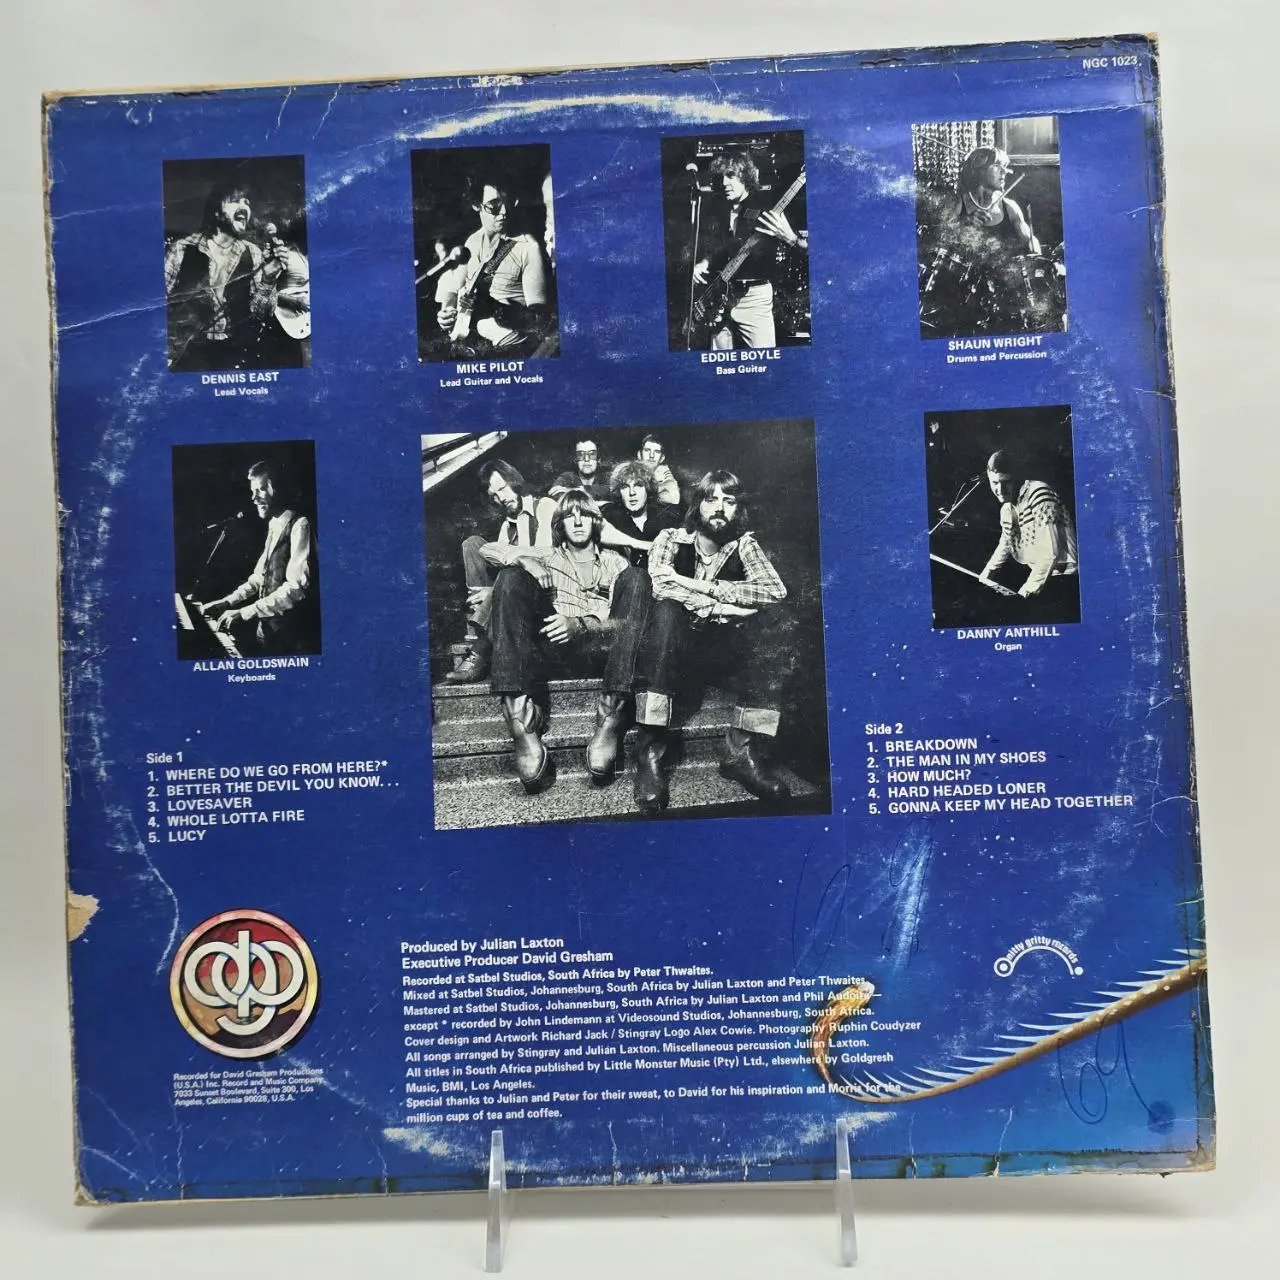 NGC 1023
DENNIS EAST
Lead Vocals
MIKE PILOT
Lead Guitar and Vocals
EDDIE BOYLE
Bass Guitar
SHAUN WRIGHT
Drums and Percussion
ALLAN GOLDSWAIN
Keyboards
DANNY ANTHILL
Organ
Side 1
1. WHERE DO WE GO FROM HERE?*
2. BETTER THE DEVIL YOU KNOW...
3. LOVESAVER
4. WHOLE LOTTA FIRE
5. LUCY
Side 2
1. BREAKDOWN
2. THE MAN IN MY SHOES
3. HOW MUCH?
4. HARD HEADED LONER
5. GONNA KEEP MY HEAD TOGETHER
dgp
Recorded for David Gresham Productions
(U.S.A.) Inc. Record and Music Company
7033 Sunset Boulevard, Suite 300, Los
Angeles, California 90028, U.S.A.
Produced by Julian Laxton
Executive Producer David Gresham
Recorded at Satbel Studios, South Africa by Peter Thwaites.
Mixed at Satbel Studios, Johannesburg, South Africa by Julian Laxton and Peter Thwaites,
Mastered at Satbel Studios, Johannesburg, South Africa by Julian Laxton and Phil Audoire —
except * recorded by John Lindemann at Videosound Studios, Johannesburg, South Africa.
Cover design and Artwork Richard Jack / Stingray Logo Alex Cowie. Photography Ruphin Coudyzer
All songs arranged by Stingray and Julian Laxton. Miscellaneous percussion Julian Laxton.
All titles in South Africa published by Little Monster Music (Pty) Ltd., elsewhere by Goldgresh
Music, BMI, Los Angeles.
Special thanks to Julian and Peter for their sweat, to David for his inspiration and Morris for the
million cups of tea and coffee.
nitty gritty records
69
69